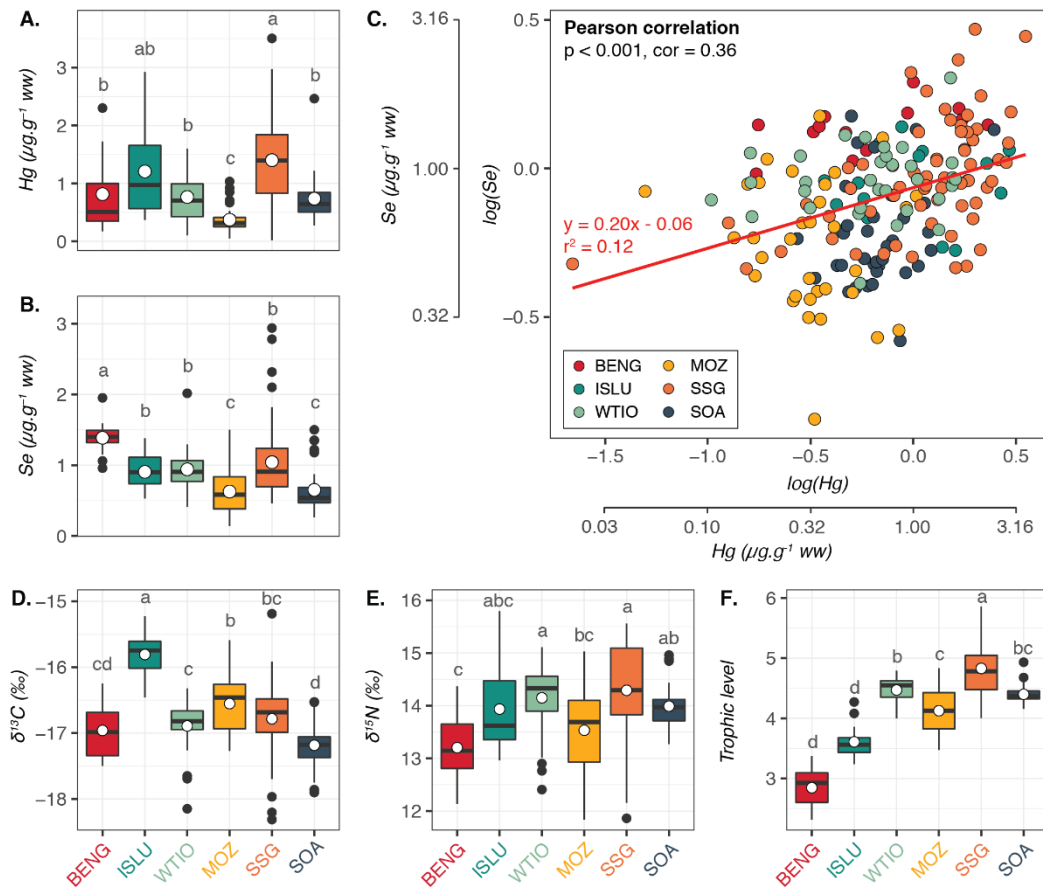 A.
Hg (µg.g⁻¹ ww)
3
2
1
0
b
ab
b
c
a
b
B.
Se (µg.g⁻¹ ww)
3
2
1
0
a
b
b
c
b
c
C.
Se (µg.g⁻¹ ww)
3.16
1.00
0.32
log(Se)
0.5
0.0
−0.5
Pearson correlation
p < 0.001, cor = 0.36
y = 0.20x - 0.06
r² = 0.12
BENG
ISLU
WTIO
MOZ
SSG
SOA
−1.5 −1.0 −0.5 0.0 0.5
log(Hg)
0.03 0.10 0.32 1.00 3.16
Hg (µg.g⁻¹ ww)
D.
δ¹³C (‰)
−15
−16
−17
−18
cd
a
c
b
bc
d
BENG
ISLU
WTIO
MOZ
SSG
SOA
E.
δ¹⁵N (‰)
16
15
14
13
12
c
abc
a
bc
a
ab
BENG
ISLU
WTIO
MOZ
SSG
SOA
F.
Trophic level
6
5
4
3
d
d
b
c
a
bc
BENG
ISLU
WTIO
MOZ
SSG
SOA